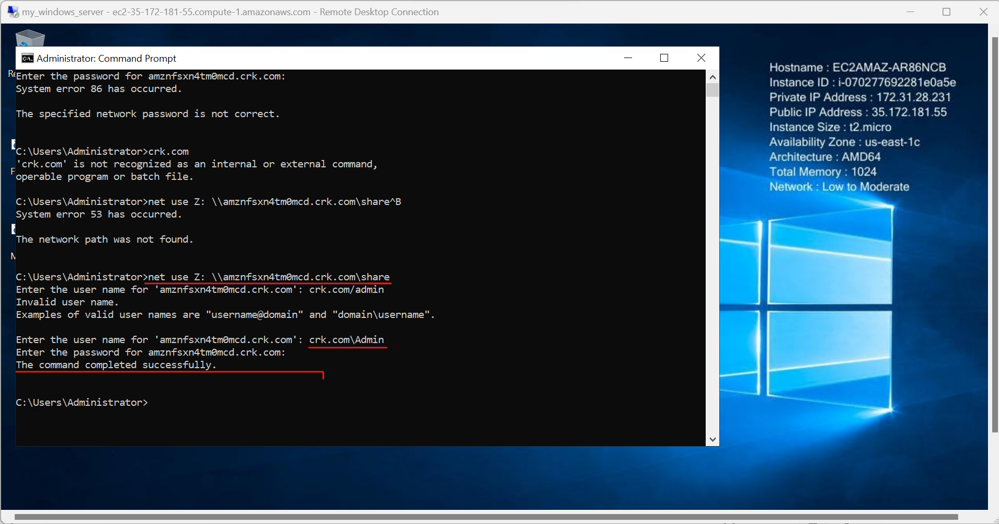 my_windows_server - ec2-35-172-181-55.compute-1.amazonaws.com - Remote Desktop Connection
Administrator: Command Prompt
Enter the password for amznfsxn4tm0mcd.crk.com:
System error 86 has occurred.
The specified network password is not correct.
C:\Users\Administrator>crk.com
'crk.com' is not recognized as an internal or external command,
operable program or batch file.
C:\Users\Administrator>net use Z: \\amznfsxn4tm0mcd.crk.com\share^B
System error 53 has occurred.
The network path was not found.
C:\Users\Administrator>net use Z: \\amznfsxn4tm0mcd.crk.com\share
Enter the user name for 'amznfsxn4tm0mcd.crk.com': crk.com/admin
Invalid user name.
Examples of valid user names are "username@domain" and "domain\username".
Enter the user name for 'amznfsxn4tm0mcd.crk.com': crk.com\Admin
Enter the password for amznfsxn4tm0mcd.crk.com:
The command completed successfully.
C:\Users\Administrator>
Hostname : EC2AMAZ-AR86NCB
Instance ID : i-070277692281e0a5e
Private IP Address : 172.31.28.231
Public IP Address : 35.172.181.55
Instance Size : t2.micro
Availability Zone : us-east-1c
Architecture : AMD64
Total Memory : 1024
Network : Low to Moderate